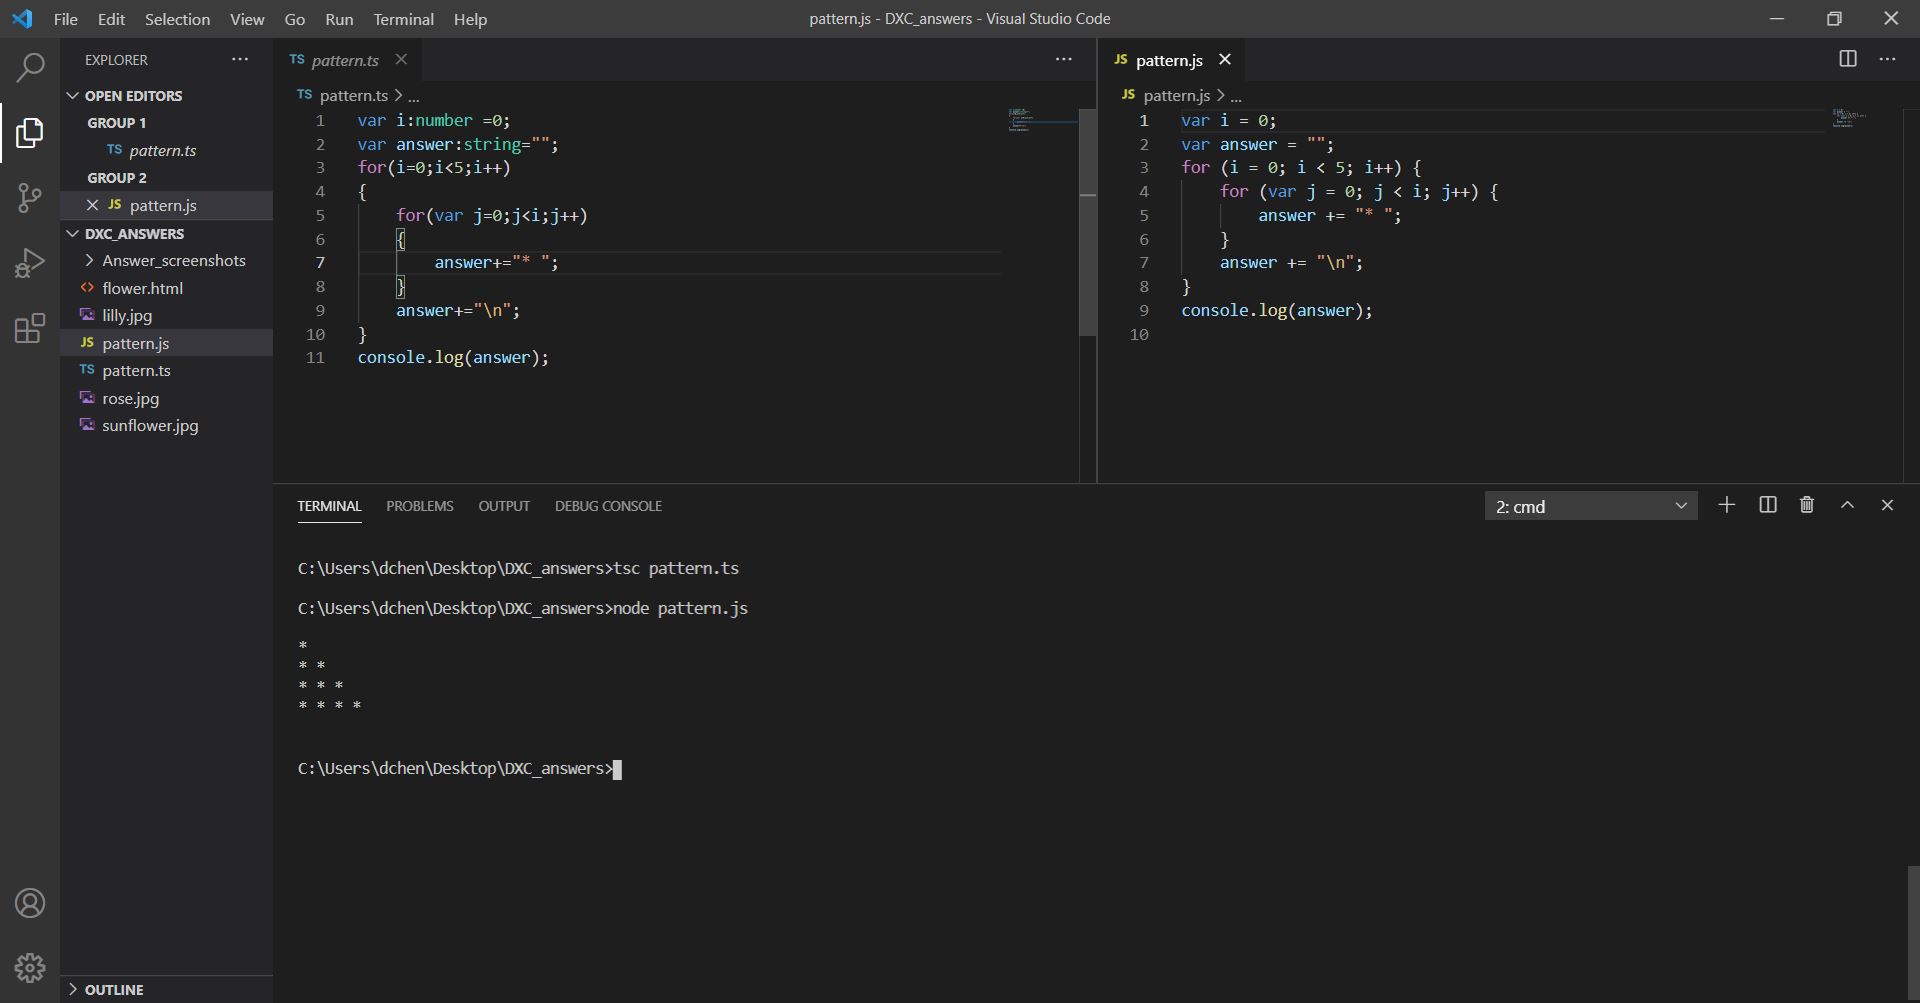 File Edit Selection View Go Run Terminal Help
pattern.js - DXC_answers - Visual Studio Code
EXPLORER
OPEN EDITORS
GROUP 1
TS pattern.ts
GROUP 2
JS pattern.js
DXC_ANSWERS
Answer_screenshots
flower.html
lilly.jpg
JS pattern.js
TS pattern.ts
rose.jpg
sunflower.jpg
OUTLINE
TS pattern.ts
TS pattern.ts > ...
1 var i:number =0;
2 var answer:string="";
3 for(i=0;i<5;i++)
4 {
5     for(var j=0;j<i;j++)
6     {
7         answer+="* ";
8     }
9     answer+="\n";
10 }
11 console.log(answer);
JS pattern.js
JS pattern.js > ...
1 var i = 0;
2 var answer = "";
3 for (i = 0; i < 5; i++) {
4     for (var j = 0; j < i; j++) {
5         answer += "* ";
6     }
7     answer += "\n";
8 }
9 console.log(answer);
10
TERMINAL PROBLEMS OUTPUT DEBUG CONSOLE
2: cmd
C:\Users\dchen\Desktop\DXC_answers>tsc pattern.ts
C:\Users\dchen\Desktop\DXC_answers>node pattern.js
*
* *
* * *
* * * *
C:\Users\dchen\Desktop\DXC_answers>